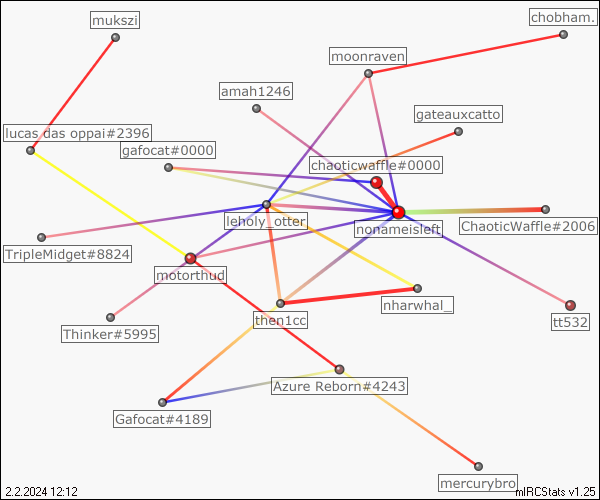 mukszi
chobham.
moonraven
amah1246
gateauxcatto
lucas das oppai#2396
gafocat#0000
chaoticwaffle#0000
leholy_otter
nonameisleft
ChaoticWaffle#2006
TripleMidget#8824
motorthud
nharwhal_
then1cc
tt532
Thinker#5995
Azure Reborn#4243
Gafocat#4189
mercurybro
2.2.2024 12:12
mIRCStats v1.25